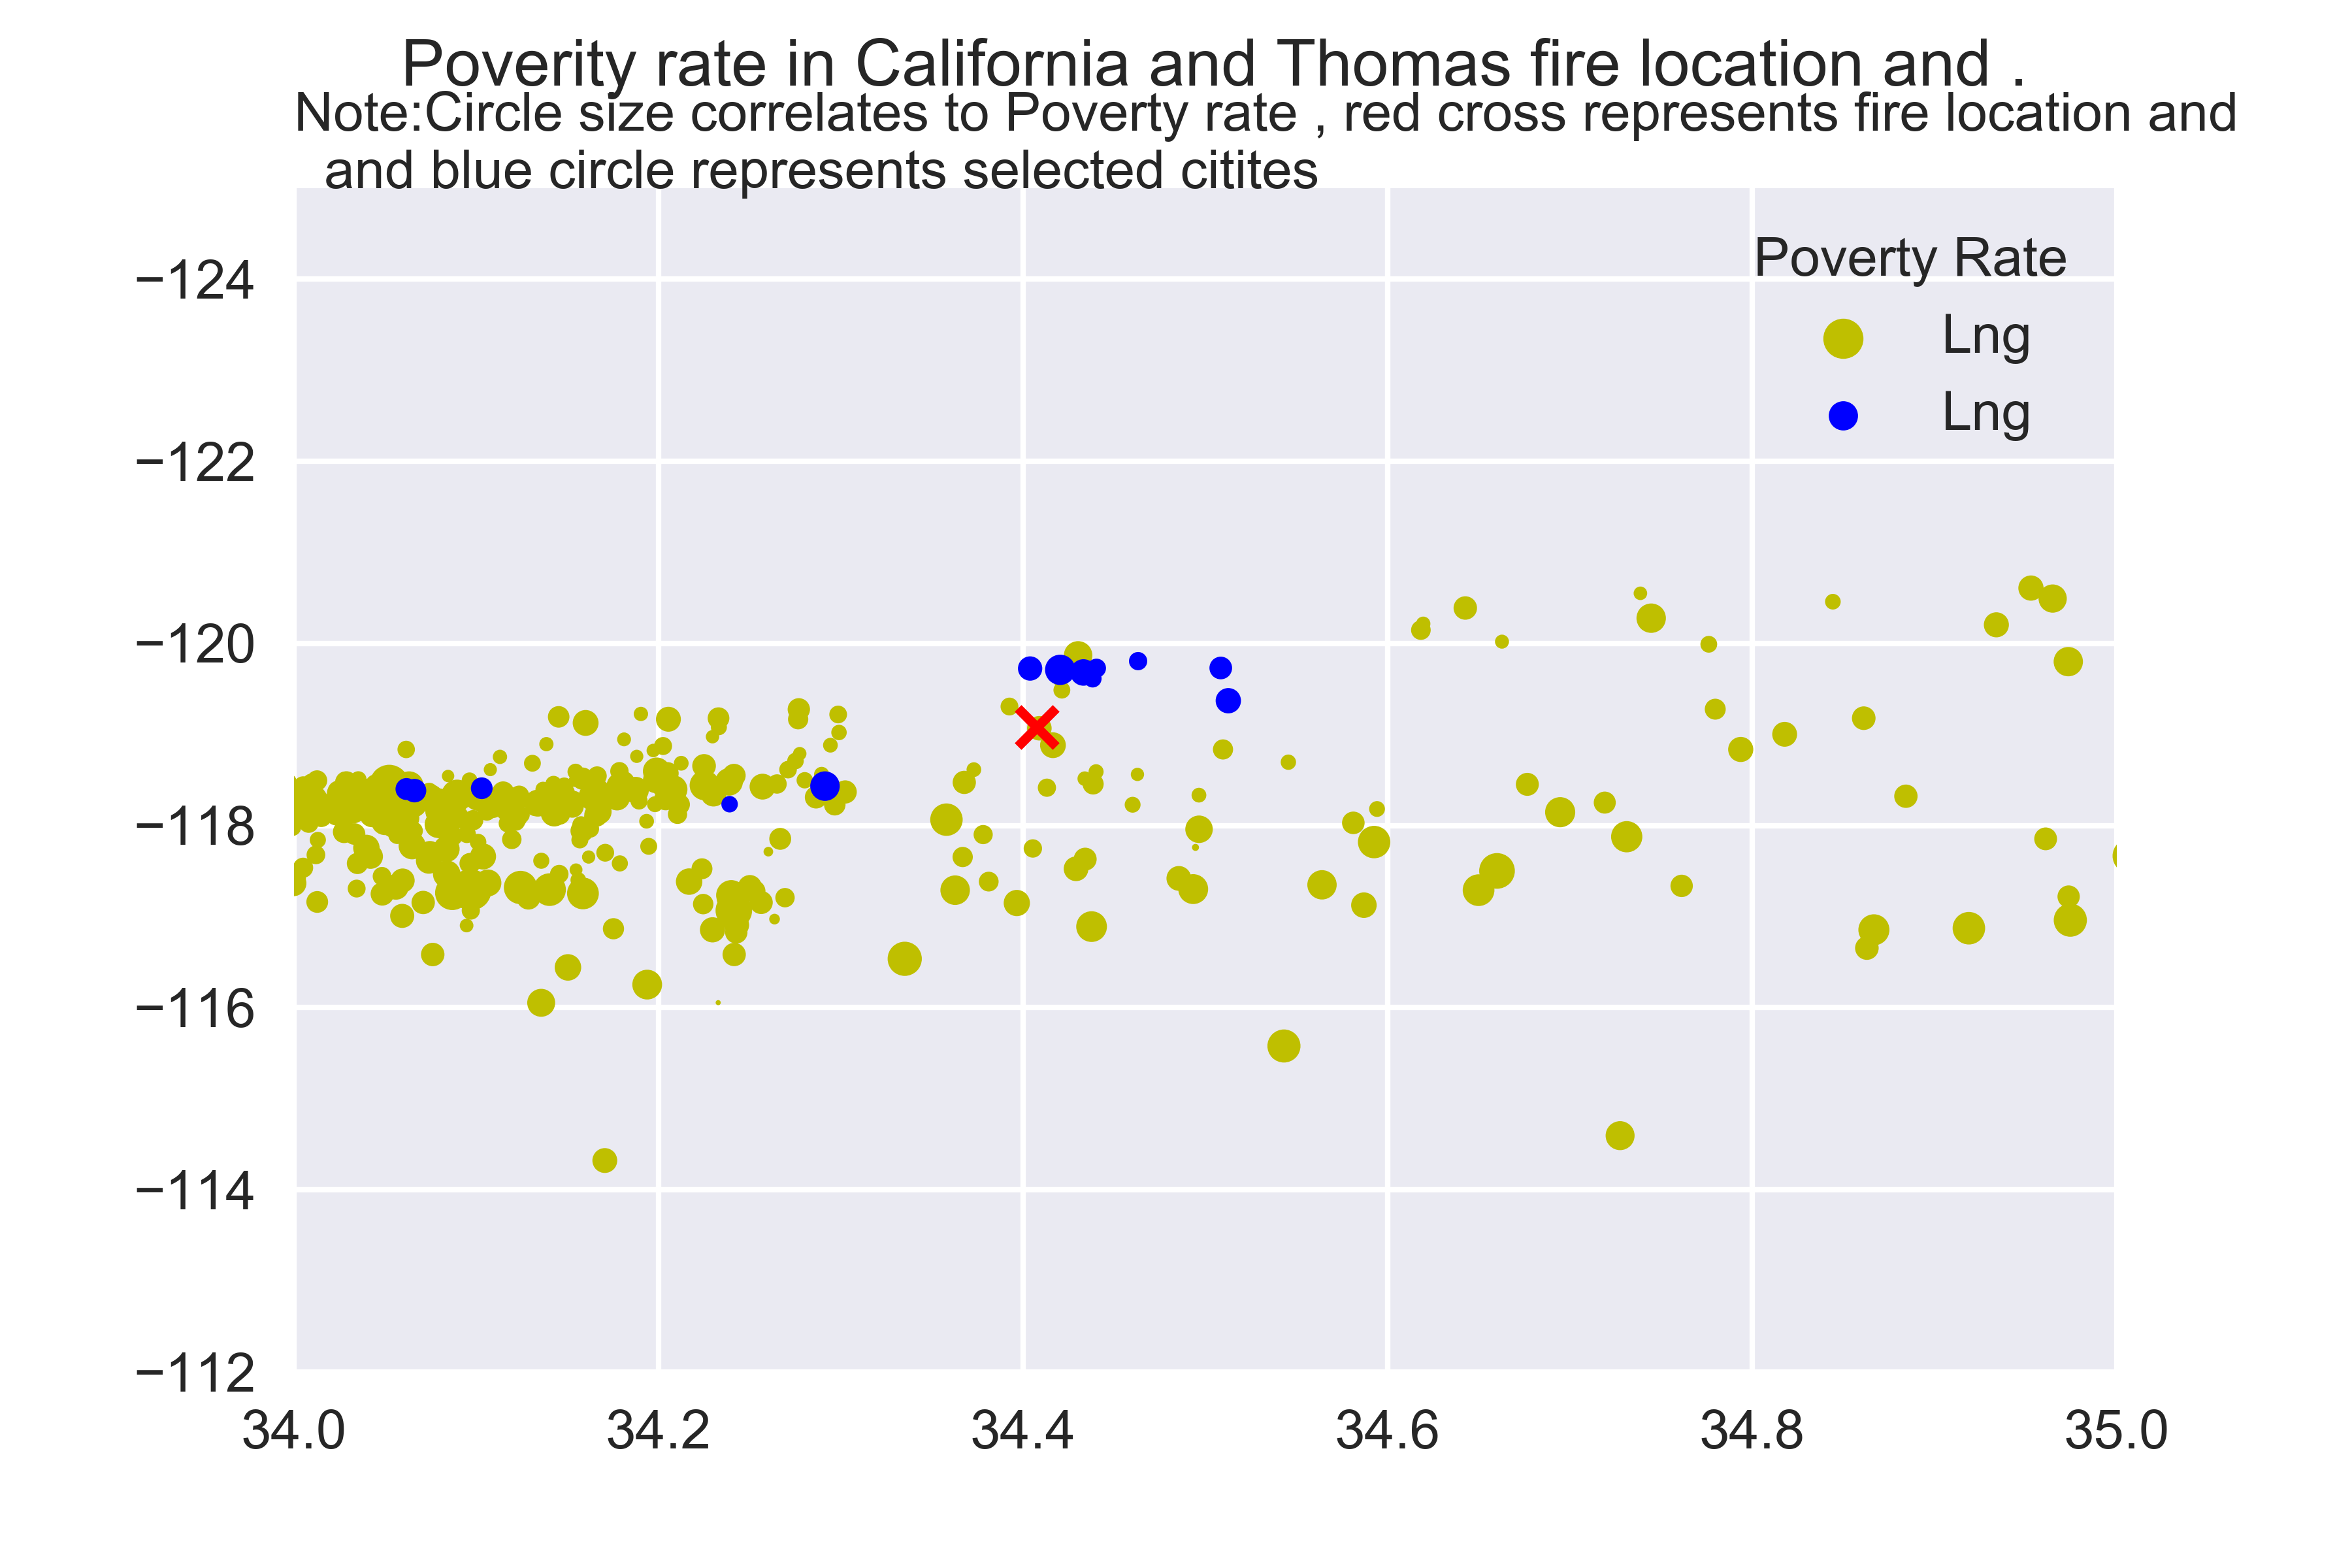 Poverity rate in California and Thomas fire location and .
Note:Circle size correlates to Poverty rate , red cross represents fire location and
and blue circle represents selected citites
Poverty Rate
Lng
Lng
−124
−122
−120
−118
−116
−114
−112
34.0 34.2 34.4 34.6 34.8 35.0